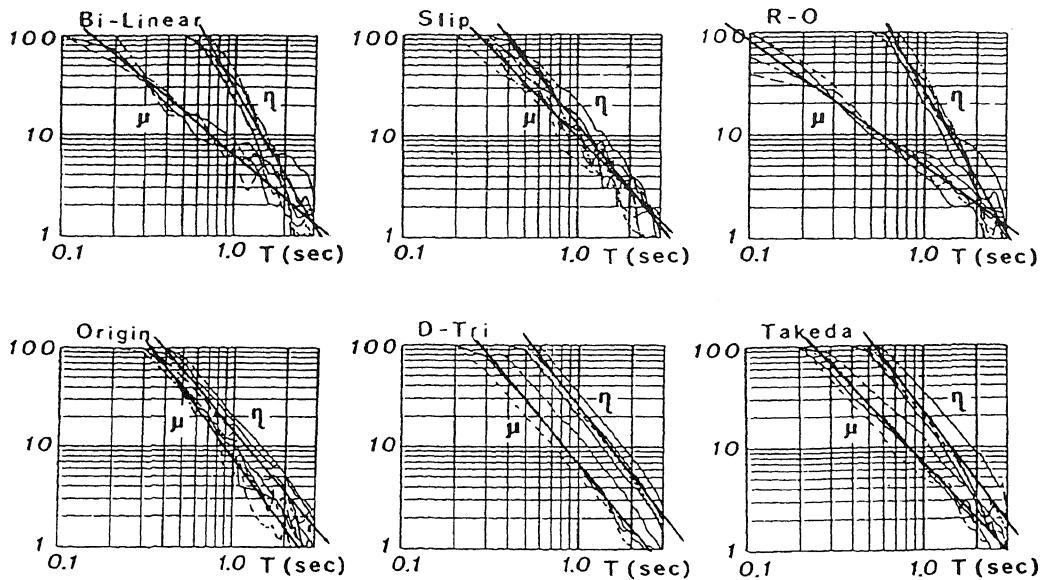 Bi-Linear
100
η
μ
10
1
0.1 1.0 T (sec)
Slip
100
η
μ
10
1
0.1 1.0 T (sec)
R-O
100
η
μ
10
1
0.1 1.0 T (sec)
Origin
100
η
μ
10
1
0.1 1.0 T (sec)
D-Tri
100
η
μ
10
1
0.1 1.0 T (sec)
Takeda
100
η
μ
10
1
0.1 1.0 T (sec)